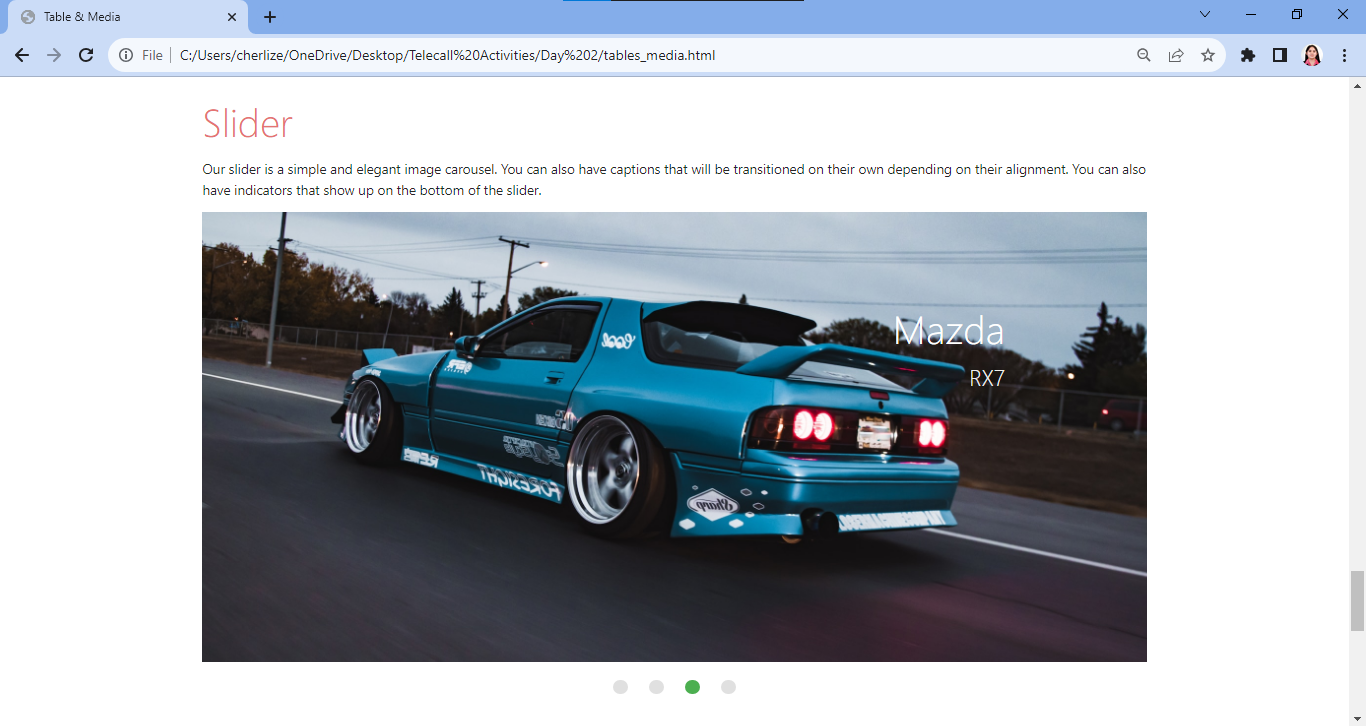 Table & Media
File
C:/Users/cherlize/OneDrive/Desktop/Telecall%20Activities/Day%202/tables_media.html
Slider
Our slider is a simple and elegant image carousel. You can also have captions that will be transitioned on their own depending on their alignment. You can also
have indicators that show up on the bottom of the slider.
Mazda
RX7
FORESIGHT
Sharp